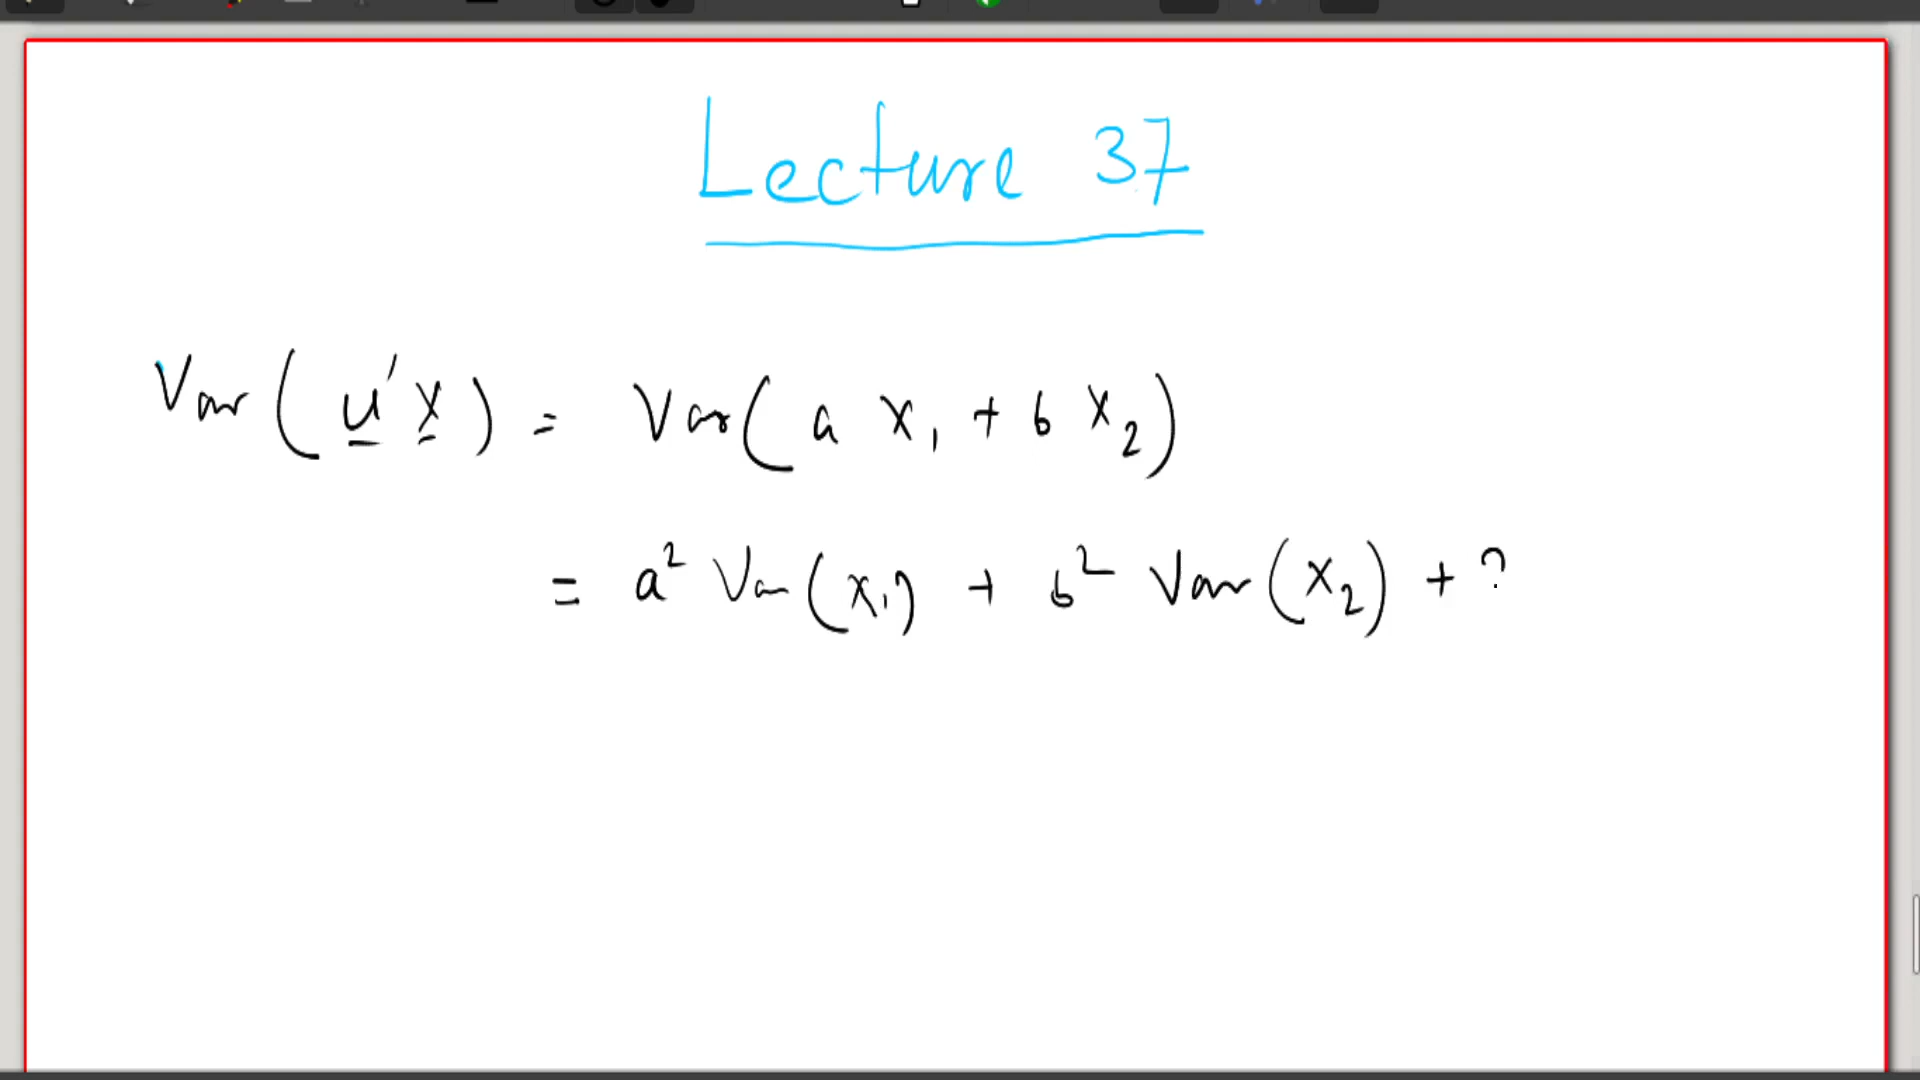 Lecture 37
Var(u'X) = Var(a X₁ + b X₂)
= a² Var(X₁) + b² Var(X₂) + ?